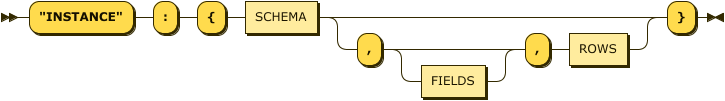 "INSTANCE" : { SCHEMA }
, , ROWS
FIELDS